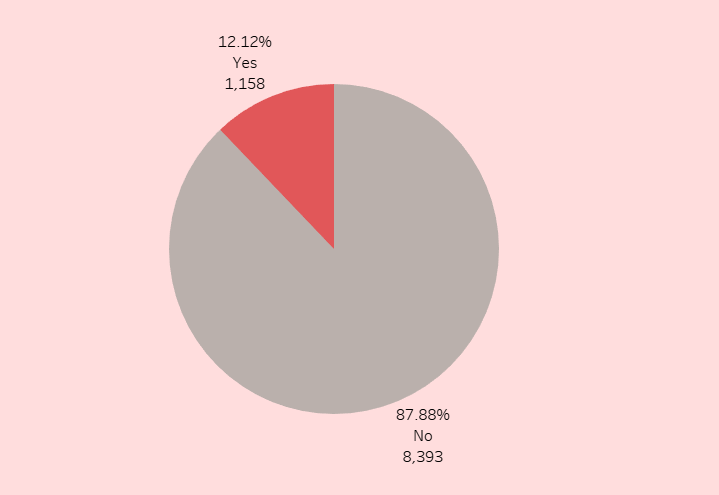 12.12%
Yes
1,158
87.88%
No
8,393